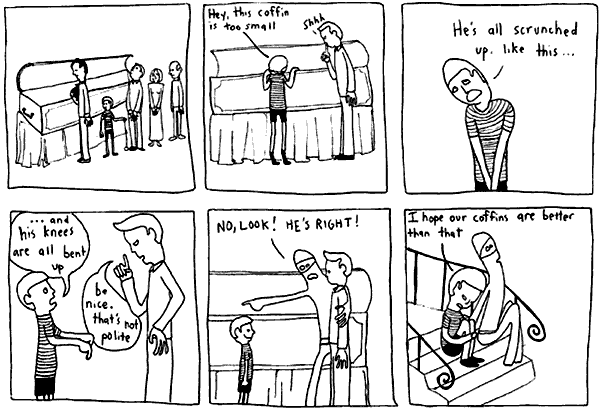 Hey, this coffin
is too small
Shhh
He's all scrunched
up. like this...
... and
his knees
are all bent
up
be
nice.
that's not
polite
NO, LOOK! HE'S RIGHT!
I hope our coffins are better
than that